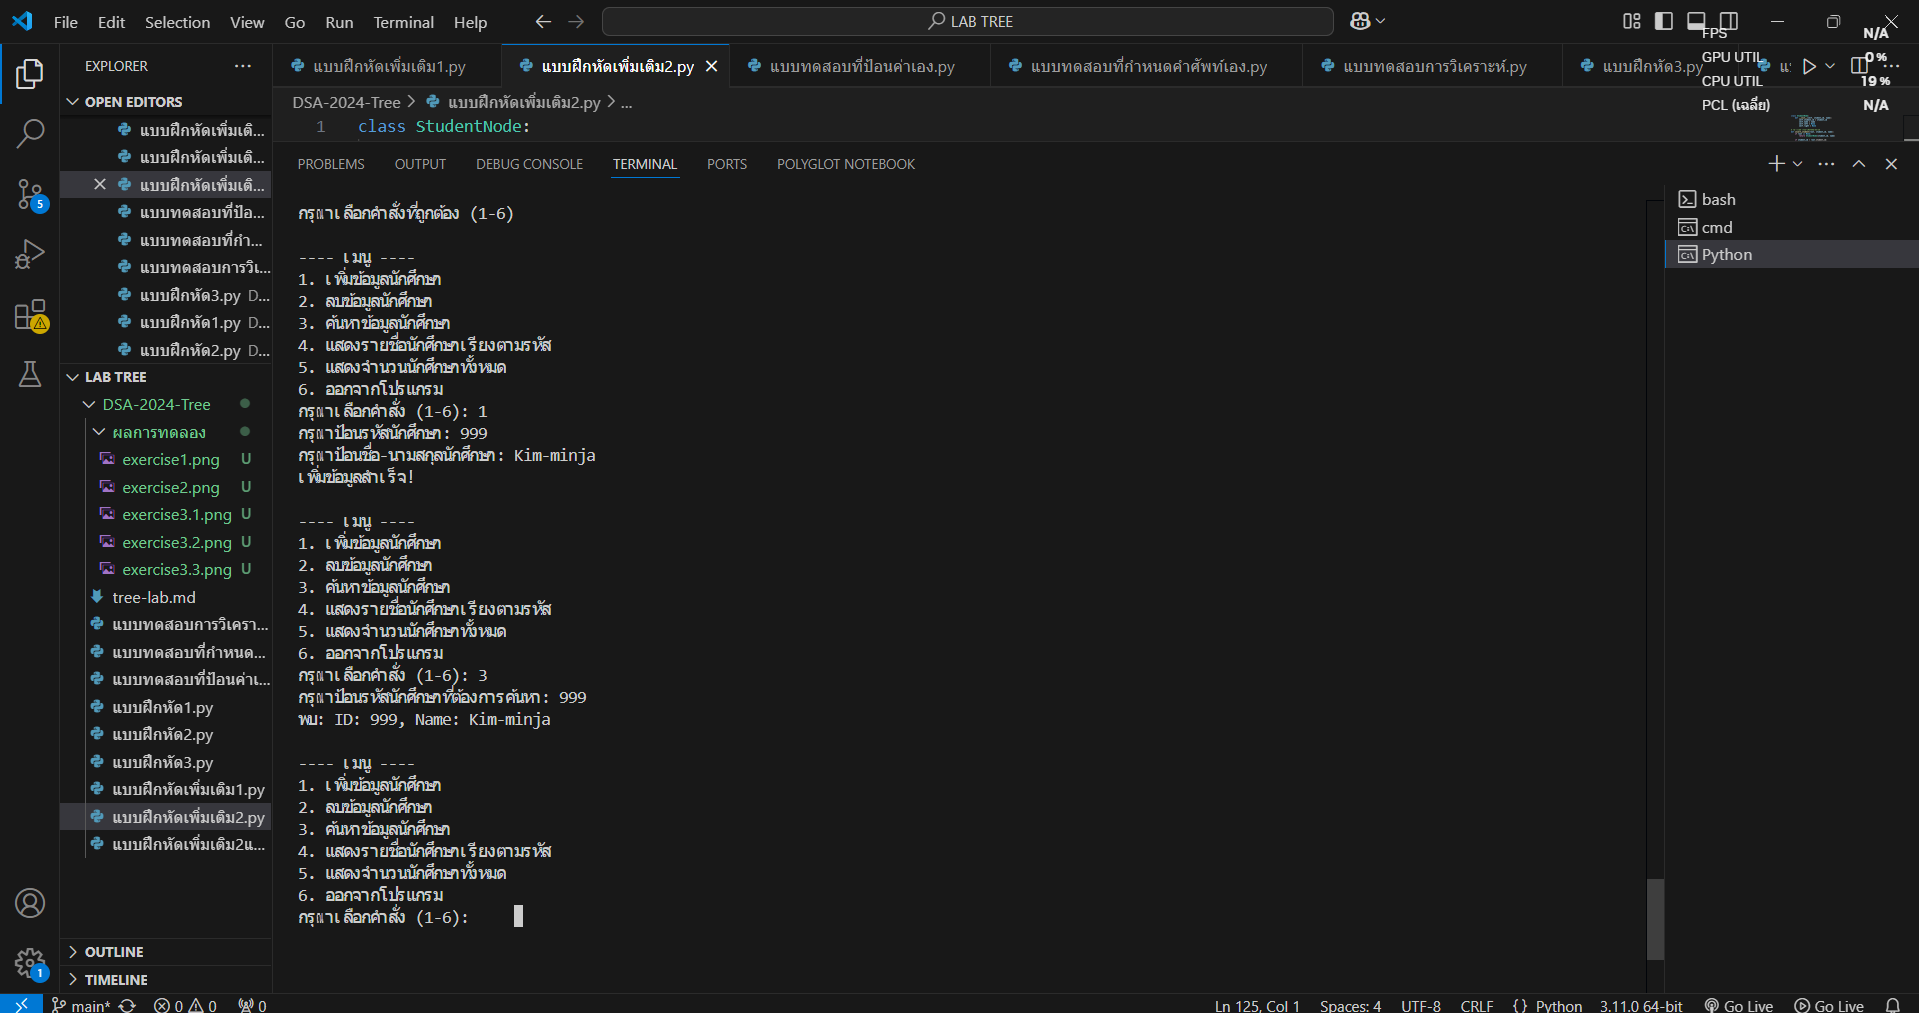 File Edit Selection View Go Run Terminal Help
LAB TREE
FPS N/A
GPU UTIL 0 %
CPU UTIL 19 %
PCL (เฉลี่ย) N/A
EXPLORER
แบบฝึกหัดเพิ่มเติม1.py
แบบฝึกหัดเพิ่มเติม2.py
แบบทดสอบที่ป้อนค่าเอง.py
แบบทดสอบที่กำหนดคำศัพท์เอง.py
แบบทดสอบการวิเคราะห์.py
แบบฝึกหัด3.py
OPEN EDITORS
แบบฝึกหัดเพิ่มเติ...
แบบฝึกหัดเพิ่มเติ...
แบบฝึกหัดเพิ่มเติ...
แบบทดสอบที่ป้อ...
แบบทดสอบที่กำ...
แบบทดสอบการวิเ...
แบบฝึกหัด3.py D...
แบบฝึกหัด1.py D...
แบบฝึกหัด2.py D...
LAB TREE
DSA-2024-Tree
ผลการทดลอง
exercise1.png U
exercise2.png U
exercise3.1.png U
exercise3.2.png U
exercise3.3.png U
tree-lab.md
แบบทดสอบการวิเครา...
แบบทดสอบที่กำหนด...
แบบทดสอบที่ป้อนค่าเ...
แบบฝึกหัด1.py
แบบฝึกหัด2.py
แบบฝึกหัด3.py
แบบฝึกหัดเพิ่มเติม1.py
แบบฝึกหัดเพิ่มเติม2.py
แบบฝึกหัดเพิ่มเติม2แ...
OUTLINE
TIMELINE
DSA-2024-Tree > แบบฝึกหัดเพิ่มเติม2.py > ...
1 class StudentNode:
PROBLEMS OUTPUT DEBUG CONSOLE TERMINAL PORTS POLYGLOT NOTEBOOK
กรุณาเลือกคำสั่งที่ถูกต้อง (1-6)
---- เมนู ----
1. เพิ่มข้อมูลนักศึกษา
2. ลบข้อมูลนักศึกษา
3. ค้นหาข้อมูลนักศึกษา
4. แสดงรายชื่อนักศึกษาเรียงตามรหัส
5. แสดงจำนวนนักศึกษาทั้งหมด
6. ออกจากโปรแกรม
กรุณาเลือกคำสั่ง (1-6): 1
กรุณาป้อนรหัสนักศึกษา: 999
กรุณาป้อนชื่อ-นามสกุลนักศึกษา: Kim-minja
เพิ่มข้อมูลสำเร็จ!
---- เมนู ----
1. เพิ่มข้อมูลนักศึกษา
2. ลบข้อมูลนักศึกษา
3. ค้นหาข้อมูลนักศึกษา
4. แสดงรายชื่อนักศึกษาเรียงตามรหัส
5. แสดงจำนวนนักศึกษาทั้งหมด
6. ออกจากโปรแกรม
กรุณาเลือกคำสั่ง (1-6): 3
กรุณาป้อนรหัสนักศึกษาที่ต้องการค้นหา: 999
พบ: ID: 999, Name: Kim-minja
---- เมนู ----
1. เพิ่มข้อมูลนักศึกษา
2. ลบข้อมูลนักศึกษา
3. ค้นหาข้อมูลนักศึกษา
4. แสดงรายชื่อนักศึกษาเรียงตามรหัส
5. แสดงจำนวนนักศึกษาทั้งหมด
6. ออกจากโปรแกรม
กรุณาเลือกคำสั่ง (1-6):
bash
cmd
Python
5
1
main* 0 0 0
Ln 125, Col 1 Spaces: 4 UTF-8 CRLF {} Python 3.11.0 64-bit Go Live Go Live